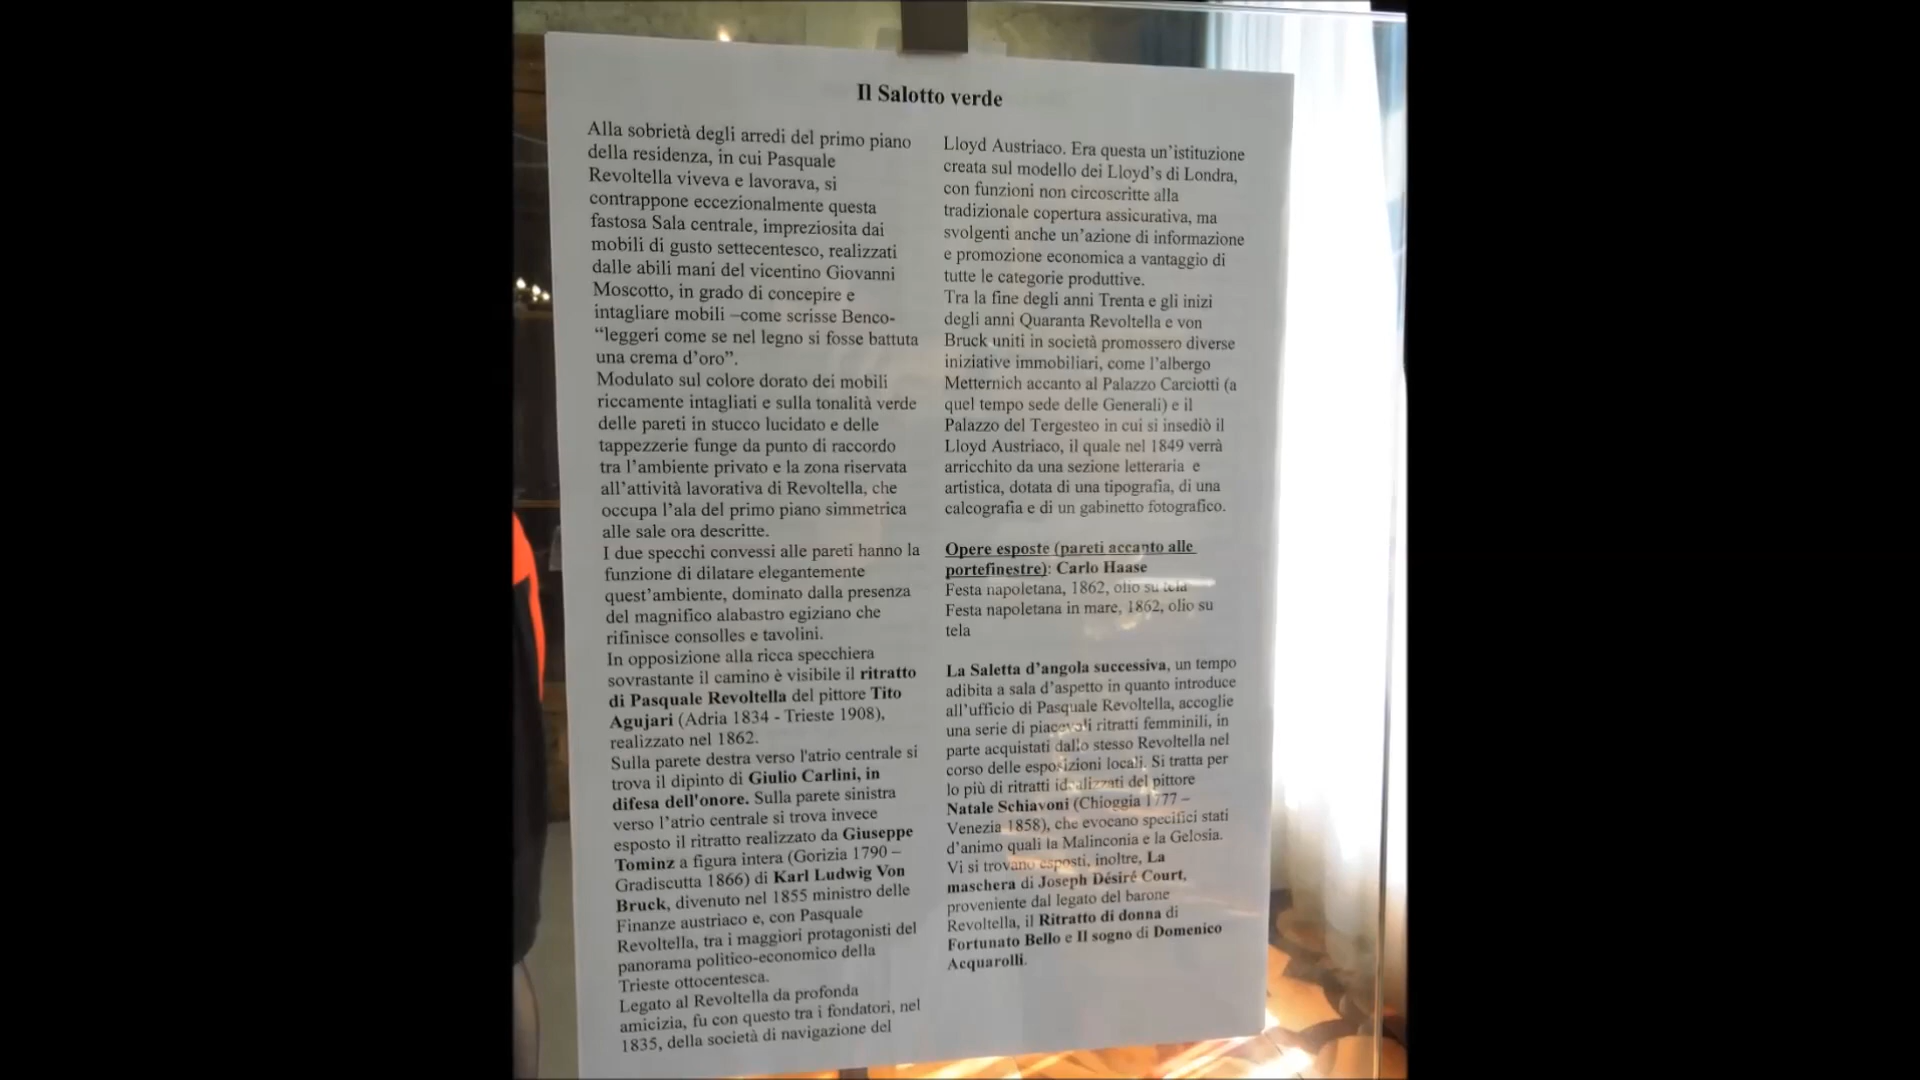 Il Salotto verde
Alla sobrietà degli arredi del primo piano
della residenza, in cui Pasquale
Revoltella viveva e lavorava, si
contrappone eccezionalmente questa
fastosa Sala centrale, impreziosita dai
mobili di gusto settecentesco, realizzati
dalle abili mani del vicentino Giovanni
Moscotto, in grado di concepire e
intagliare mobili –come scrisse Benco-
“leggeri come se nel legno si fosse battuta
una crema d’oro”.
Modulato sul colore dorato dei mobili
riccamente intagliati e sulla tonalità verde
delle pareti in stucco lucidato e delle
tappezzerie funge da punto di raccordo
tra l’ambiente privato e la zona riservata
all’attività lavorativa di Revoltella, che
occupa l’ala del primo piano simmetrica
alle sale ora descritte.
I due specchi convessi alle pareti hanno la
funzione di dilatare elegantemente
quest’ambiente, dominato dalla presenza
del magnifico alabastro egiziano che
rifinisce consolles e tavolini.
In opposizione alla ricca specchiera
sovrastante il camino è visibile il ritratto
di Pasquale Revoltella del pittore Tito
Agujari (Adria 1834 - Trieste 1908),
realizzato nel 1862.
Sulla parete destra verso l'atrio centrale si
trova il dipinto di Giulio Carlini, in
difesa dell'onore. Sulla parete sinistra
verso l’atrio centrale si trova invece
esposto il ritratto realizzato da Giuseppe
Tominz a figura intera (Gorizia 1790 –
Gradiscutta 1866) di Karl Ludwig Von
Bruck, divenuto nel 1855 ministro delle
Finanze austriaco e, con Pasquale
Revoltella, tra i maggiori protagonisti del
panorama politico-economico della
Trieste ottocentesca.
Legato al Revoltella da profonda
amicizia, fu con questo tra i fondatori, nel
1835, della società di navigazione del
Lloyd Austriaco. Era questa un’istituzione
creata sul modello dei Lloyd’s di Londra,
con funzioni non circoscritte alla
tradizionale copertura assicurativa, ma
svolgenti anche un’azione di informazione
e promozione economica a vantaggio di
tutte le categorie produttive.
Tra la fine degli anni Trenta e gli inizi
degli anni Quaranta Revoltella e von
Bruck uniti in società promossero diverse
iniziative immobiliari, come l’albergo
Metternich accanto al Palazzo Carciotti (a
quel tempo sede delle Generali) e il
Palazzo del Tergesteo in cui si insediò il
Lloyd Austriaco, il quale nel 1849 verrà
arricchito da una sezione letteraria e
artistica, dotata di una tipografia, di una
calcografia e di un gabinetto fotografico.
Opere esposte (pareti accanto alle
portefinestre): Carlo Haase
Festa napoletana, 1862, olio su tela
Festa napoletana in mare, 1862, olio su
tela
La Saletta d’angola successiva, un tempo
adibita a sala d’aspetto in quanto introduce
all’ufficio di Pasquale Revoltella, accoglie
una serie di piacevoli ritratti femminili, in
parte acquistati dallo stesso Revoltella nel
corso delle esposizioni locali. Si tratta per
lo più di ritratti idealizzati del pittore
Natale Schiavoni (Chioggia 1777 –
Venezia 1858), che evocano specifici stati
d’animo quali la Malinconia e la Gelosia.
Vi si trovano esposti, inoltre, La
maschera di Joseph Désiré Court,
proveniente dal legato del barone
Revoltella, il Ritratto di donna di
Fortunato Bello e Il sogno di Domenico
Acquarolli.